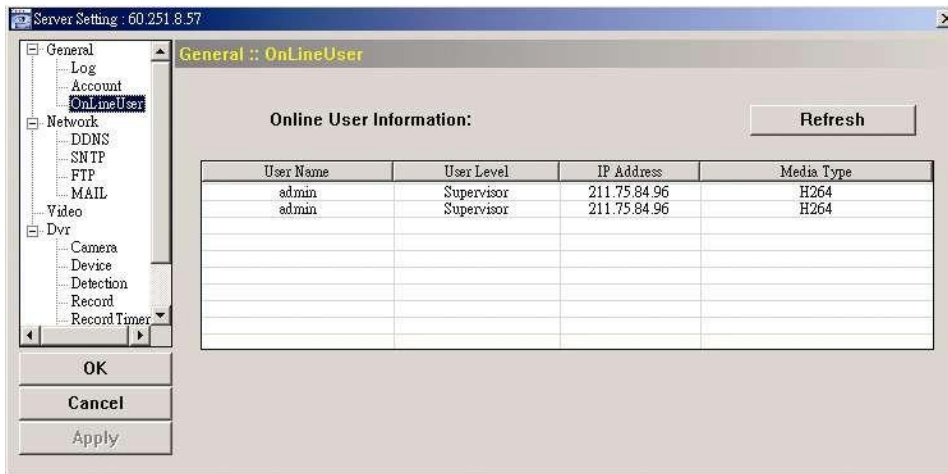 Server Setting : 60.251.8.57
General
Log
Account
OnLineUser
Network
DDNS
SNTP
FTP
MAIL
Video
Dvr
Camera
Device
Detection
Record
Record Timer
OK
Cancel
Apply
General :: OnLineUser
Online User Information:
Refresh
User Name User Level IP Address Media Type
admin Supervisor 211.75.84.96 H264
admin Supervisor 211.75.84.96 H264